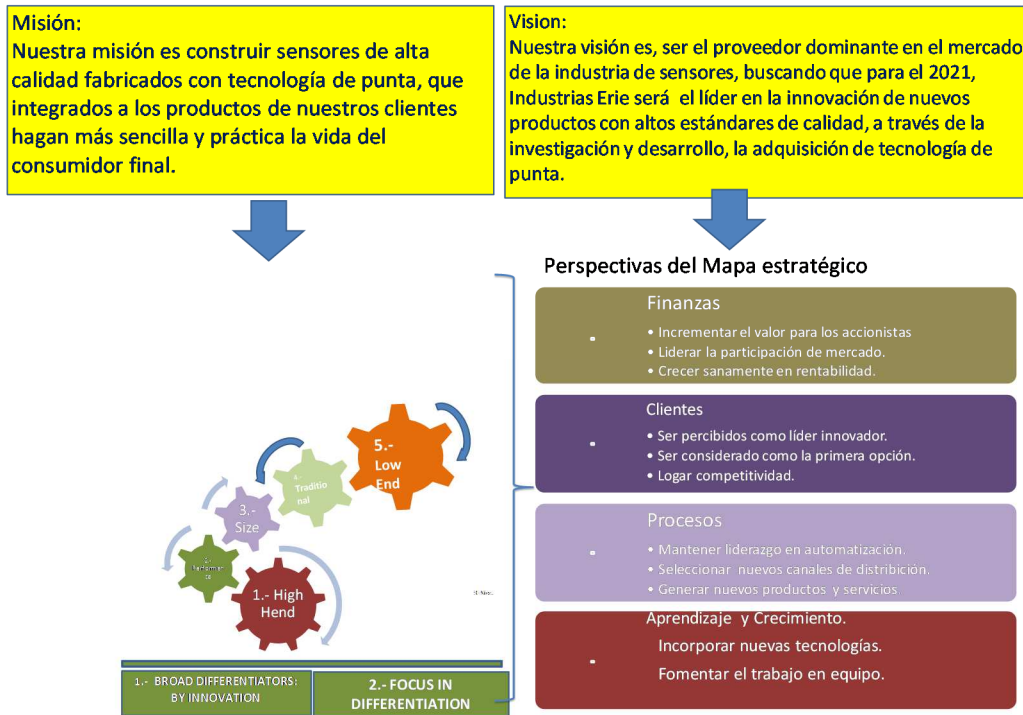 Misión:
Nuestra misión es construir sensores de alta
calidad fabricados con tecnología de punta, que
integrados a los productos de nuestros clientes
hagan más sencilla y práctica la vida del
consumidor final.
Vision:
Nuestra visión es, ser el proveedor dominante en el mercado
de la industria de sensores, buscando que para el 2021,
Industrias Erie será el líder en la innovación de nuevos
productos con altos estándares de calidad, a través de la
investigación y desarrollo, la adquisición de tecnología de
punta.
5.-
Low
End
4.-
Traditio
nal
3.-
Size
1.- High
Hend
1.- BROAD DIFFERENTIATORS:
BY INNOVATION
2.- FOCUS IN
DIFFERENTIATION
Perspectivas del Mapa estratégico
Finanzas
• Incrementar el valor para los accionistas
• Liderar la participación de mercado.
• Crecer sanamente en rentabilidad.
Clientes
• Ser percibidos como líder innovador.
• Ser considerado como la primera opción.
• Logar competitividad.
Procesos
• Mantener liderazgo en automatización.
• Seleccionar nuevos canales de distribición.
• Generar nuevos productos y servicios
Aprendizaje y Crecimiento.
Incorporar nuevas tecnologías.
Fomentar el trabajo en equipo.